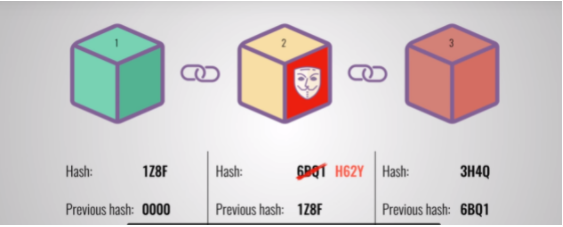 1
2
3
Hash: 1Z8F
Previous hash: 0000
Hash: 6BQ1 H62Y
Previous hash: 1Z8F
Hash: 3H4Q
Previous hash: 6BQ1